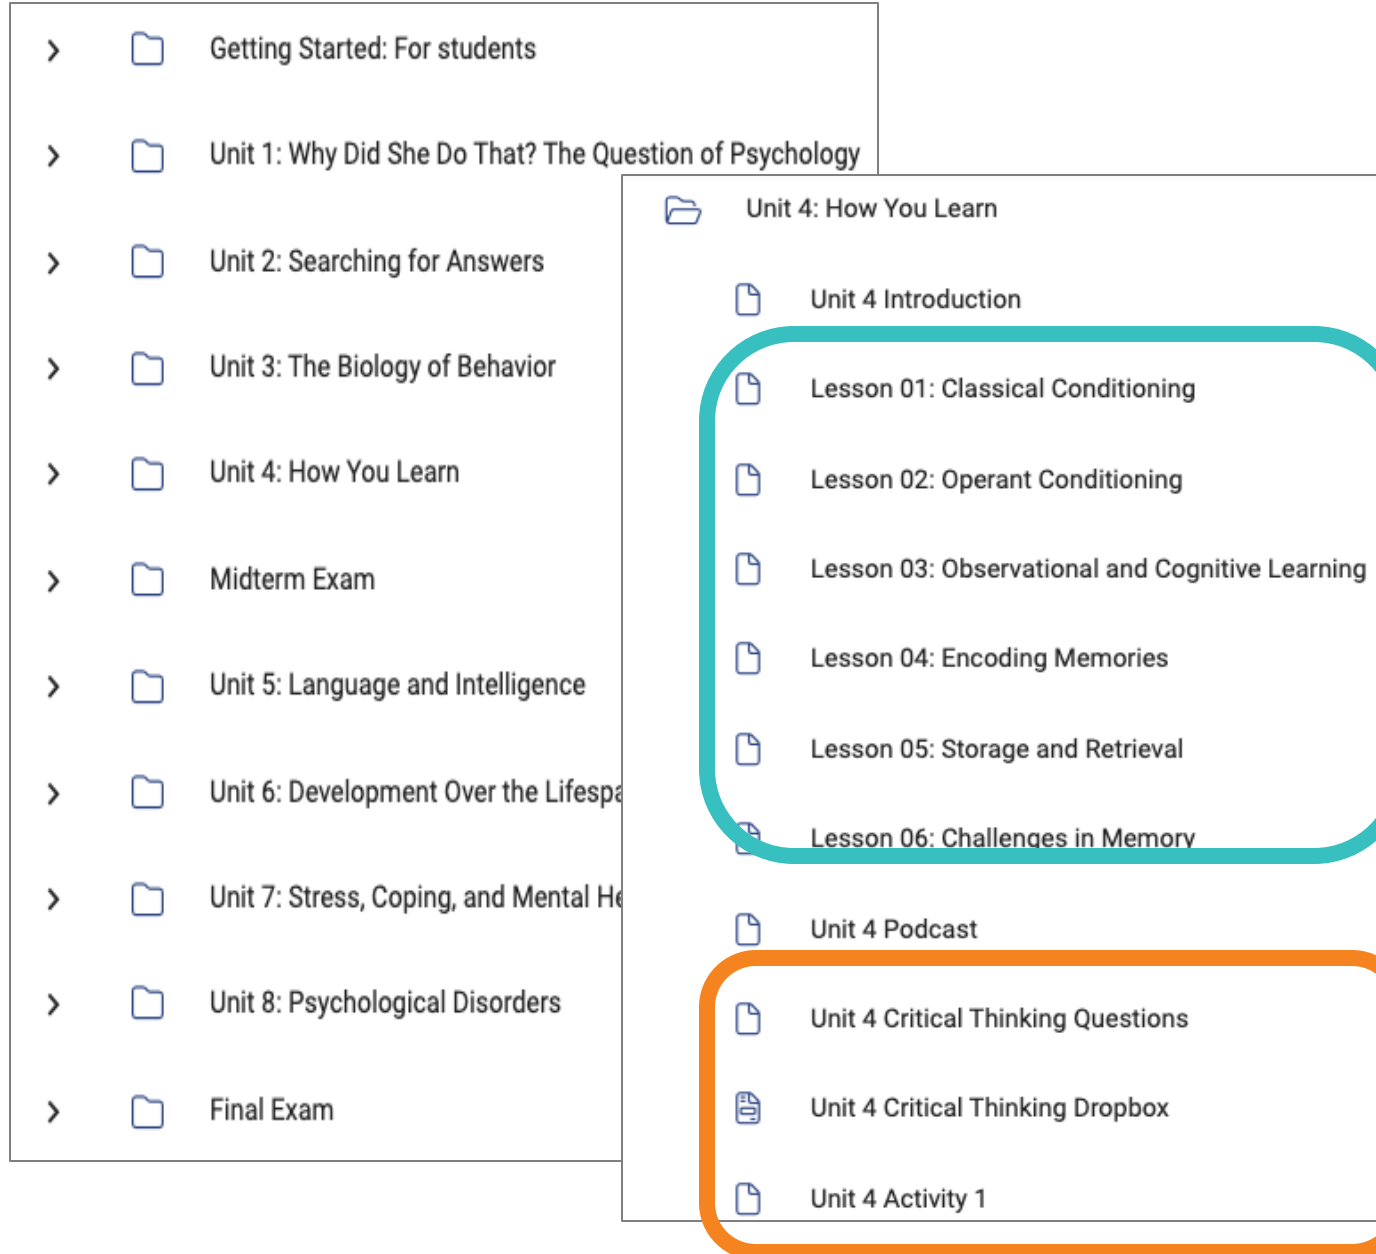 Getting Started: For students
Unit 1: Why Did She Do That? The Question of Psychology
Unit 2: Searching for Answers
Unit 3: The Biology of Behavior
Unit 4: How You Learn
Midterm Exam
Unit 5: Language and Intelligence
Unit 6: Development Over the Lifespa
Unit 7: Stress, Coping, and Mental He
Unit 8: Psychological Disorders
Final Exam
Unit 4: How You Learn
Unit 4 Introduction
Lesson 01: Classical Conditioning
Lesson 02: Operant Conditioning
Lesson 03: Observational and Cognitive Learning
Lesson 04: Encoding Memories
Lesson 05: Storage and Retrieval
Lesson 06: Challenges in Memory
Unit 4 Podcast
Unit 4 Critical Thinking Questions
Unit 4 Critical Thinking Dropbox
Unit 4 Activity 1